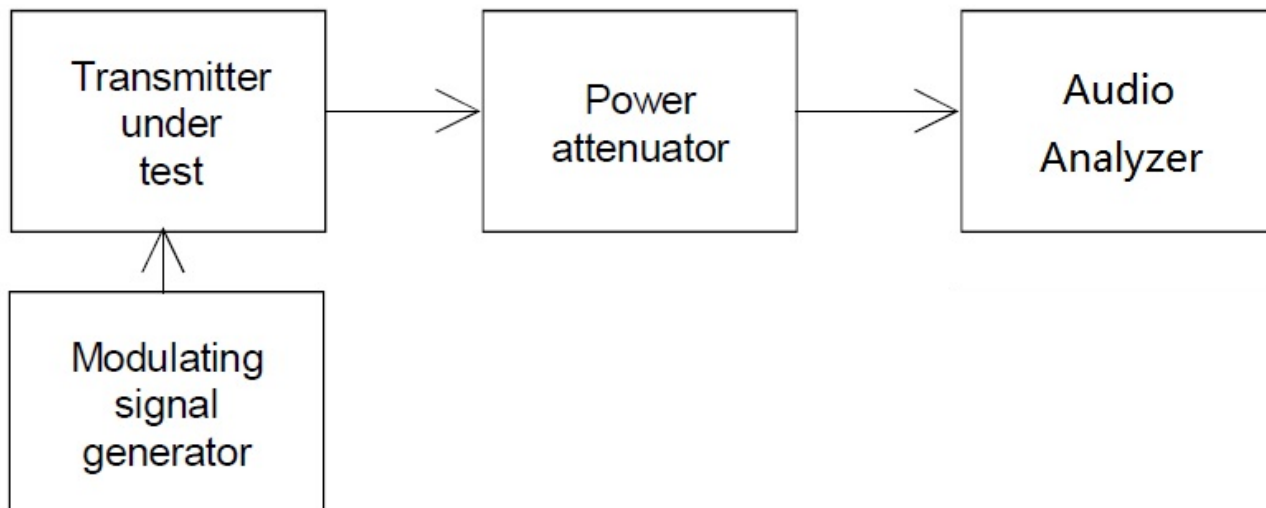 Transmitter
under
test
Power
attenuator
Audio
Analyzer
Modulating
signal
generator